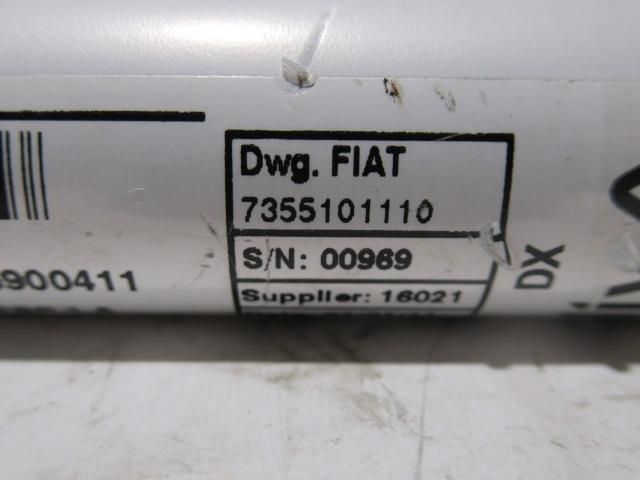 Dwg. FIAT
7355101110
S/N: 00969
Supplier: 16021
900411
DX